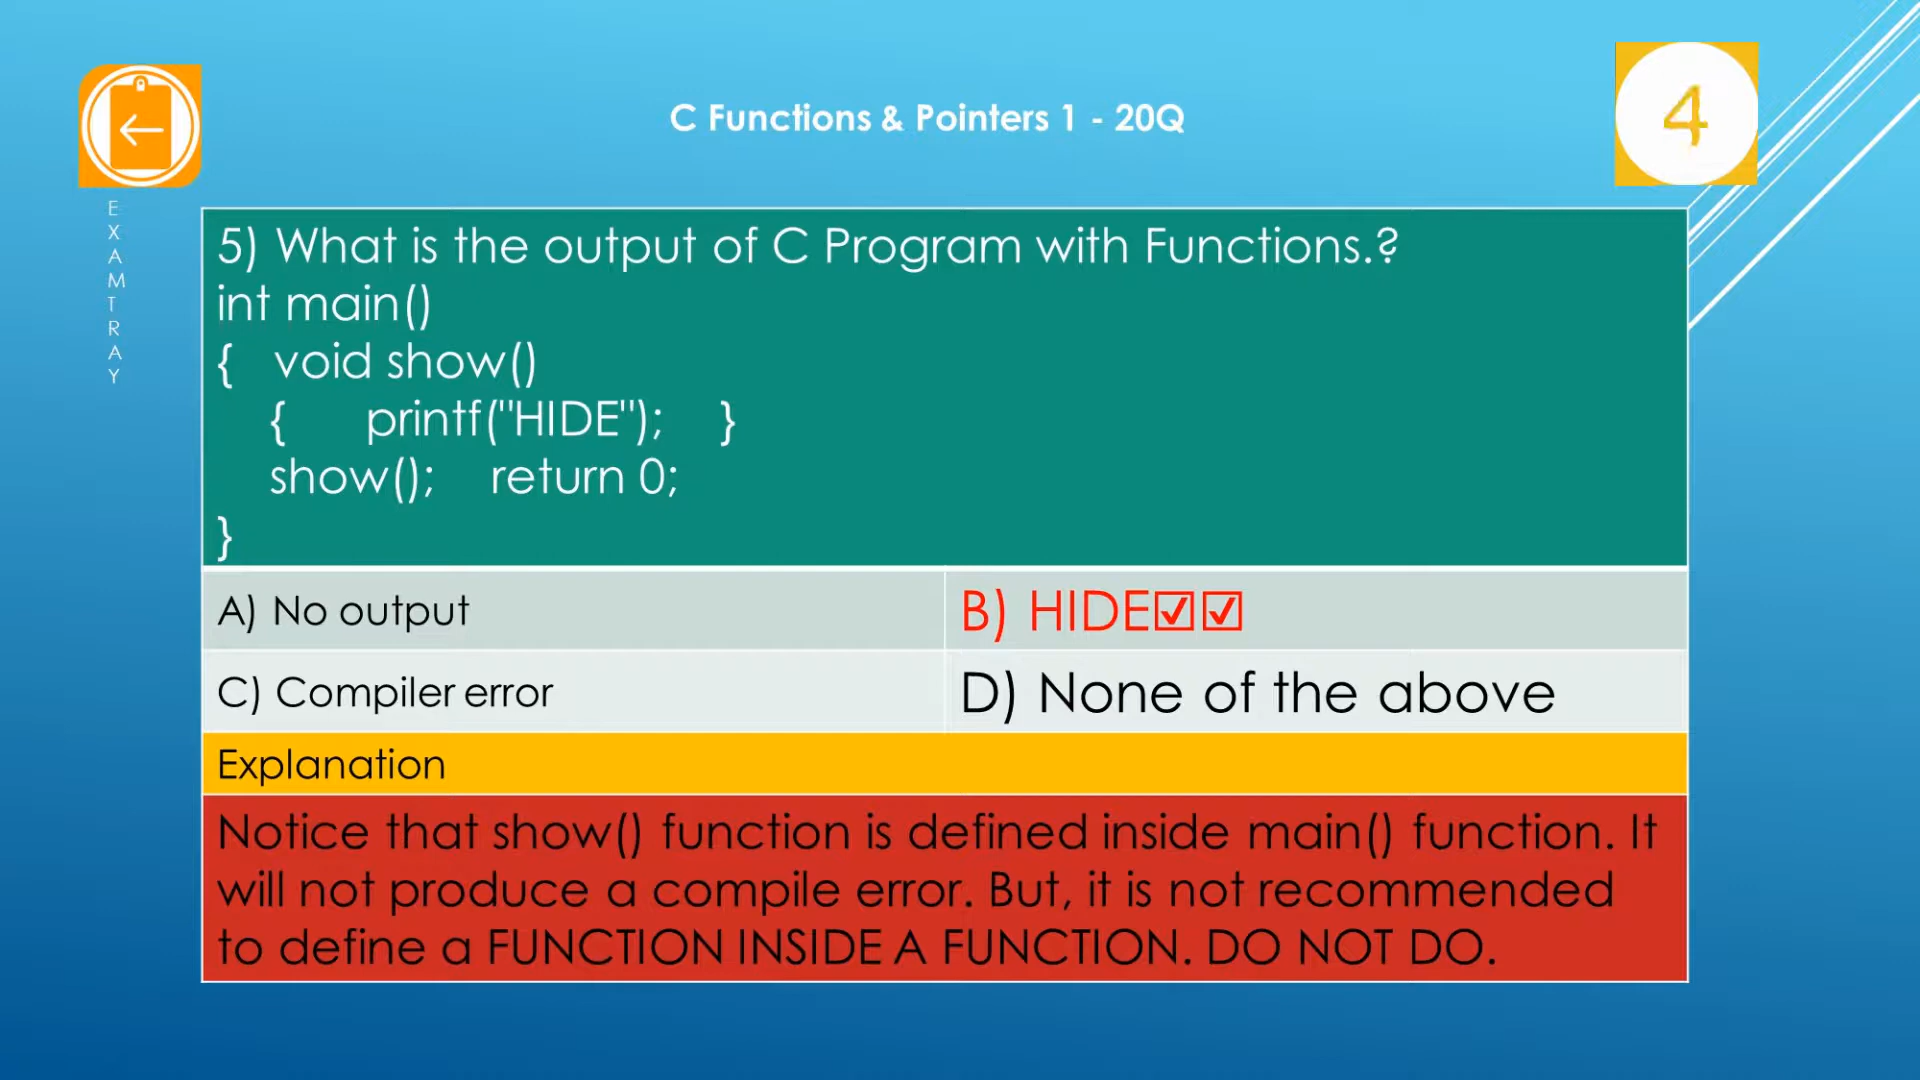 C Functions & Pointers 1 - 20Q
4
E
X
A
M
T
R
A
Y
5) What is the output of C Program with Functions.?
int main()
{ void show()
{ printf("HIDE"); }
show(); return 0;
}
A) No output
B) HIDE☑☑
C) Compiler error
D) None of the above
Explanation
Notice that show() function is defined inside main() function. It
will not produce a compile error. But, it is not recommended
to define a FUNCTION INSIDE A FUNCTION. DO NOT DO.